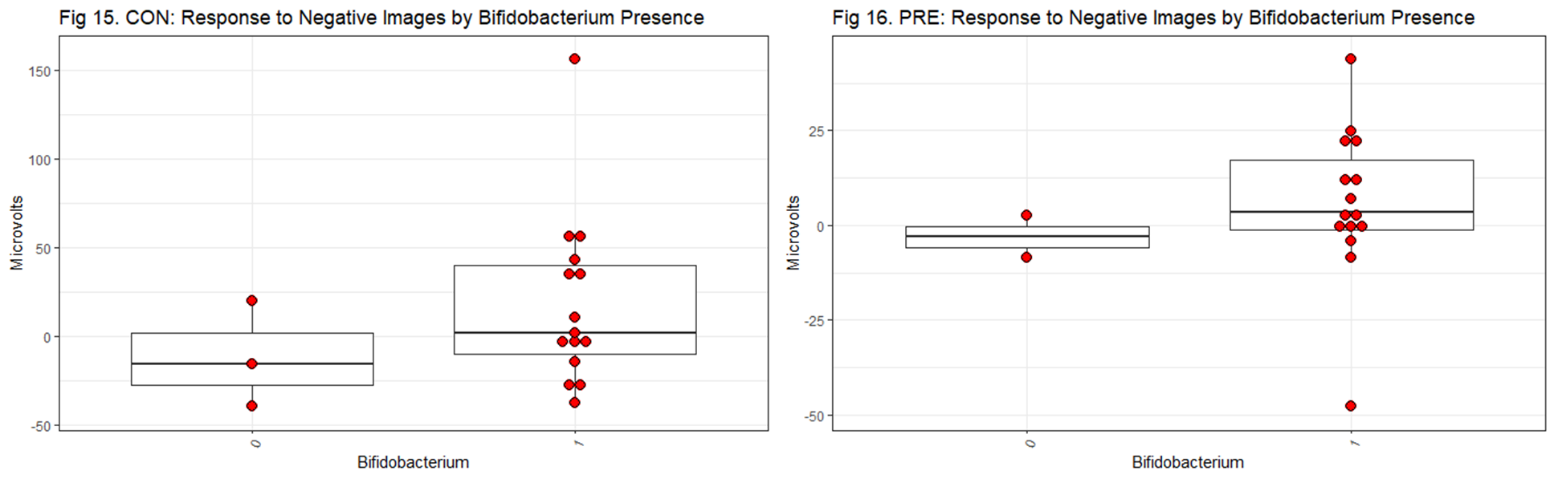 Fig 15. CON: Response to Negative Images by Bifidobacterium Presence
150
100
50
0
-50
Microvolts
0
1
Bifidobacterium
Fig 16. PRE: Response to Negative Images by Bifidobacterium Presence
25
0
-25
-50
Microvolts
0
1
Bifidobacterium